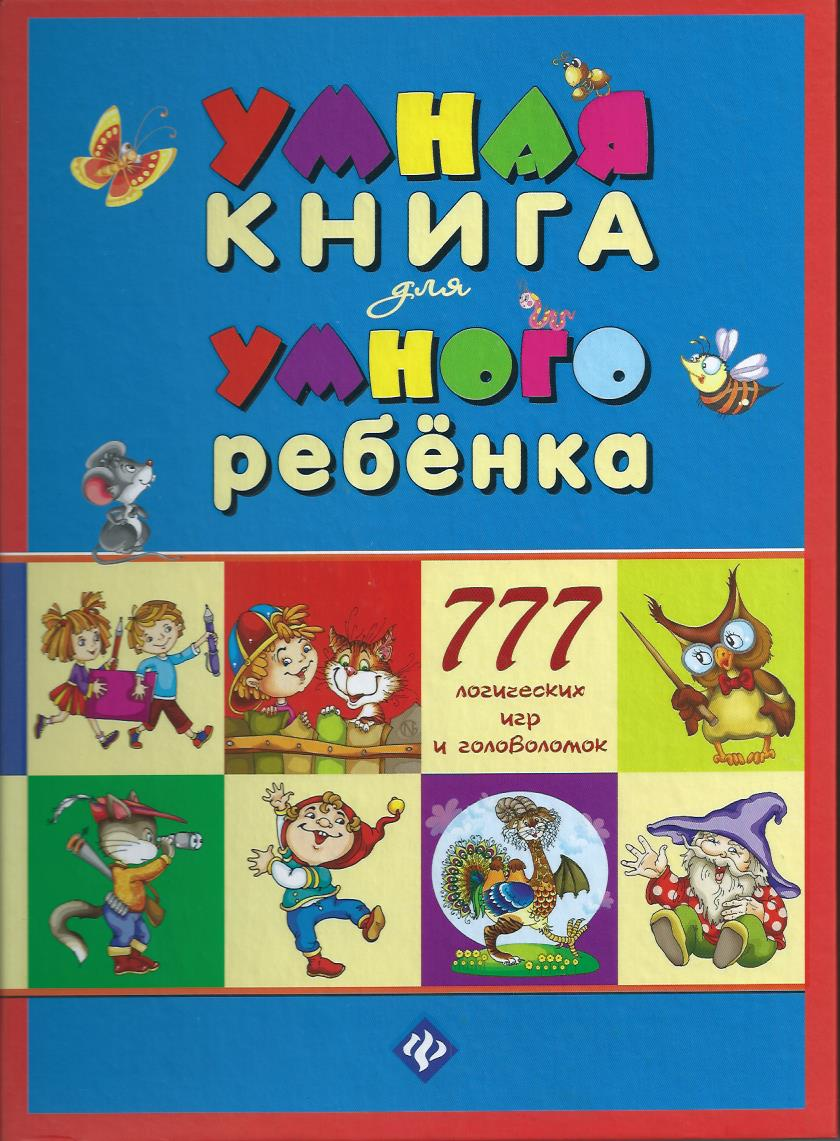 УМНАЯ
КНИГА
для
УМНОГО
ребёнка
777
логических
игр
и головоломок